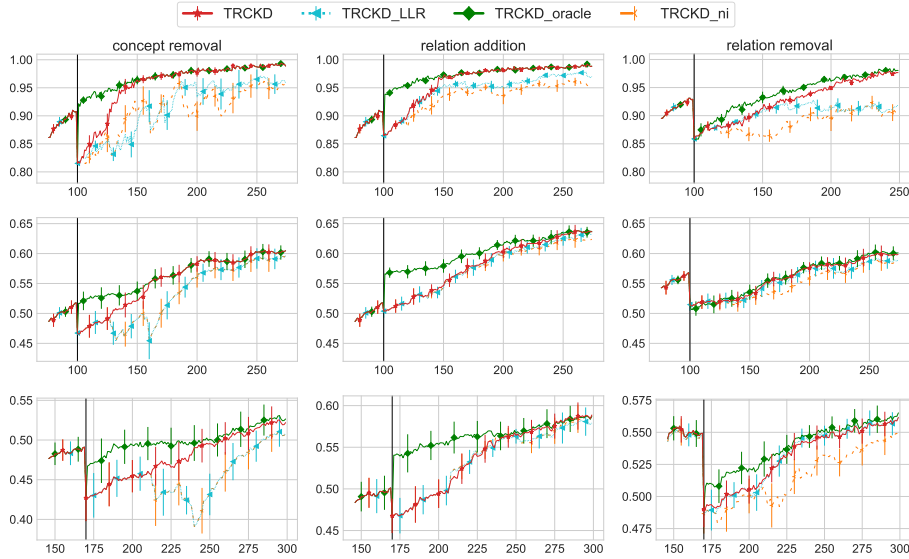 TRCKD TRCKD_LLR TRCKD_oracle TRCKD_ni
concept removal relation addition relation removal
1.00 1.00 1.00
0.95 0.95 0.95
0.90 0.90 0.90
0.85 0.85 0.85
0.80 0.80 0.80
100 150 200 250 100 150 200 250 100 150 200 250
0.65 0.65 0.65
0.60 0.60 0.60
0.55 0.55 0.55
0.50 0.50 0.50
0.45 0.45 0.45
100 150 200 250 100 150 200 250 100 150 200 250
0.55 0.60 0.575
0.50 0.55 0.550
0.45 0.50 0.525
0.40 0.45 0.500
0.475
150 175 200 225 250 275 300 150 175 200 225 250 275 300 150 175 200 225 250 275 300